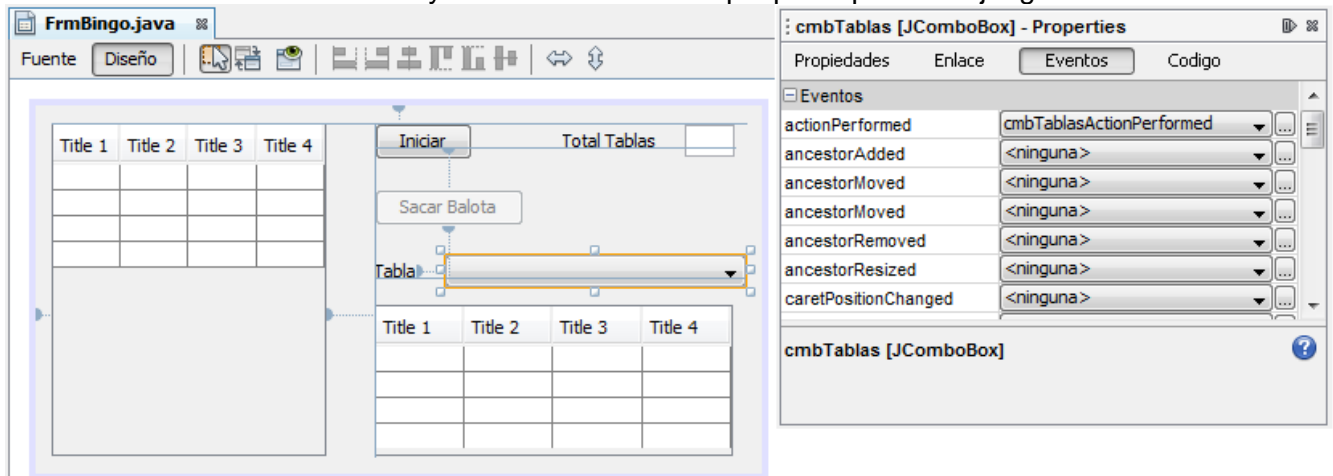 FrmBingo.java
Fuente Diseño
Title 1 Title 2 Title 3 Title 4
Iniciar Total Tablas
Sacar Balota
Tabla
Title 1 Title 2 Title 3 Title 4
cmbTablas [JComboBox] - Properties
Propiedades Enlace Eventos Codigo
Eventos
actionPerformed cmbTablasActionPerformed ...
ancestorAdded <ninguna> ...
ancestorMoved <ninguna> ...
ancestorMoved <ninguna> ...
ancestorRemoved <ninguna> ...
ancestorResized <ninguna> ...
caretPositionChanged <ninguna> ...
cmbTablas [JComboBox]